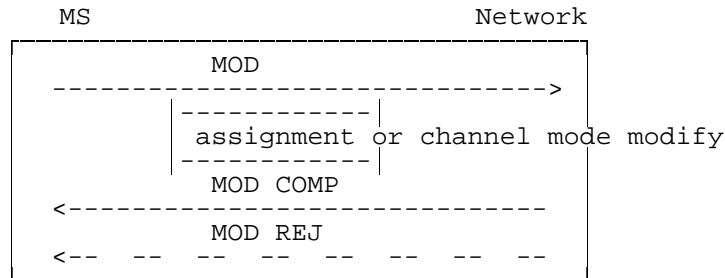 MS Network
MOD
assignment or channel mode modify
MOD COMP
MOD REJ